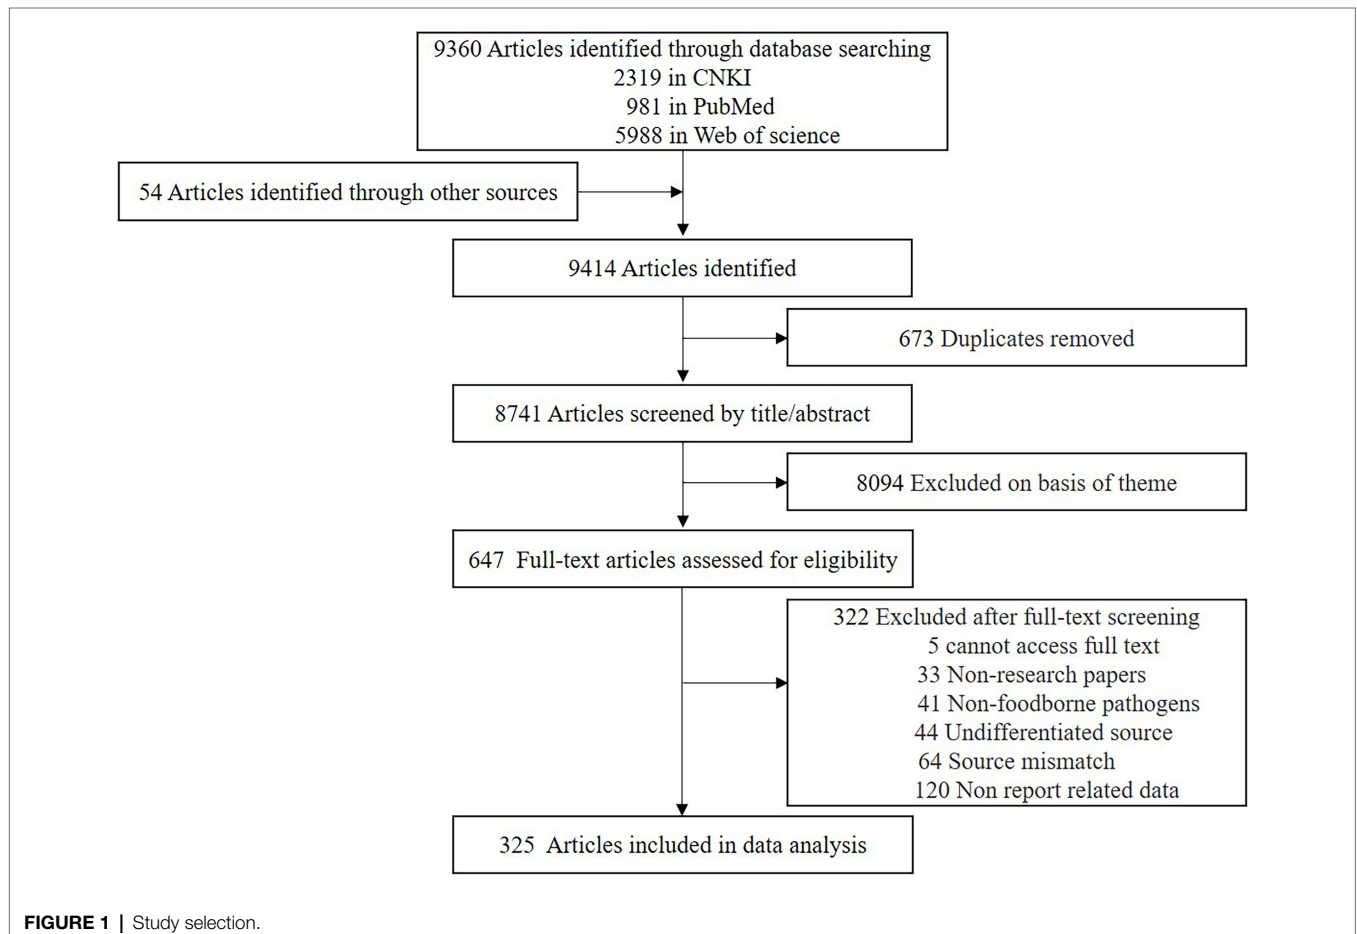 9360 Articles identified through database searching
2319 in CNKI
981 in PubMed
5988 in Web of science
54 Articles identified through other sources
9414 Articles identified
673 Duplicates removed
8741 Articles screened by title/abstract
8094 Excluded on basis of theme
647 Full-text articles assessed for eligibility
322 Excluded after full-text screening
5 cannot access full text
33 Non-research papers
41 Non-foodborne pathogens
44 Undifferentiated source
64 Source mismatch
120 Non report related data
325 Articles included in data analysis
FIGURE 1 | Study selection.